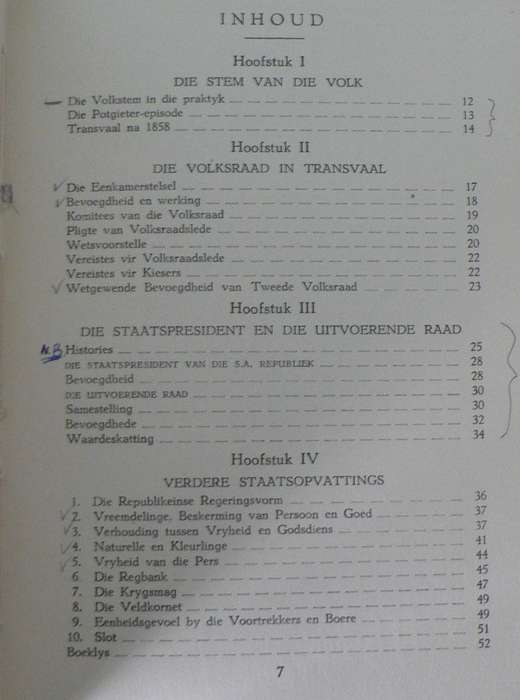 INHOUD
Hoofstuk I
DIE STEM VAN DIE VOLK
Die Volkstem in die praktyk 12
Die Potgieter-episode 13
Transvaal na 1858 14
Hoofstuk II
DIE VOLKSRAAD IN TRANSVAAL
Die Eenkamerstelsel 17
Bevoegdheid en werking 18
Komitees van die Volksraad 19
Pligte van Volksraadslede 20
Wetsvoorstelle 20
Vereistes vir Volksraadslede 22
Vereistes vir Kiesers 22
Wetgewende Bevoegdheid van Tweede Volksraad 23
Hoofstuk III
DIE STAATSPRESIDENT EN DIE UITVOERENDE RAAD
N.B Histories 25
DIE STAATSPRESIDENT VAN DIE S.A. REPUBLIEK 28
Bevoegdheid 28
DIE UITVOERENDE RAAD 30
Samestelling 30
Bevoegdhede 32
Waardeskatting 34
Hoofstuk IV
VERDERE STAATSOPVATTINGS
1. Die Republikeinse Regeringsvorm 36
2. Vreemdelinge. Beskerming van Persoon en Goed 37
3. Verhouding tussen Vryheid en Godsdiens 37
4. Naturelle en Kleurlinge 41
5. Vryheid van die Pers 44
6. Die Regbank 45
7. Die Krygsmag 47
8. Die Veldkornet 49
9. Eenheidsgevoel by die Voortrekkers en Boere 49
10. Slot 51
Boeklys 52
7